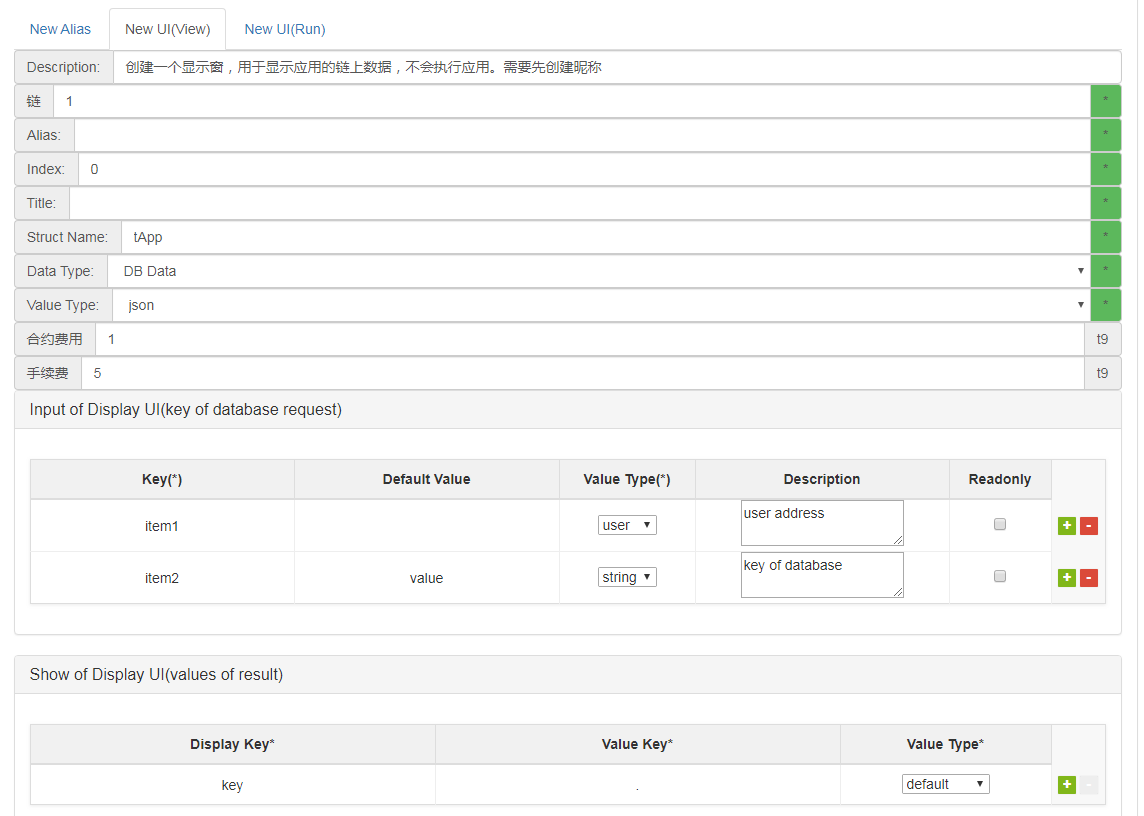 New Alias New UI(View) New UI(Run)
Description: 创建一个显示窗，用于显示应用的链上数据，不会执行应用。需要先创建昵称
链 1 *
Alias: *
Index: 0 *
Title: *
Struct Name: tApp *
Data Type: DB Data *
Value Type: json *
合约费用 1 t9
手续费 5 t9
Input of Display UI(key of database request)
Key(*) Default Value Value Type(*) Description Readonly
item1 user user address + -
item2 value string key of database + -
Show of Display UI(values of result)
Display Key* Value Key* Value Type*
key . default + -